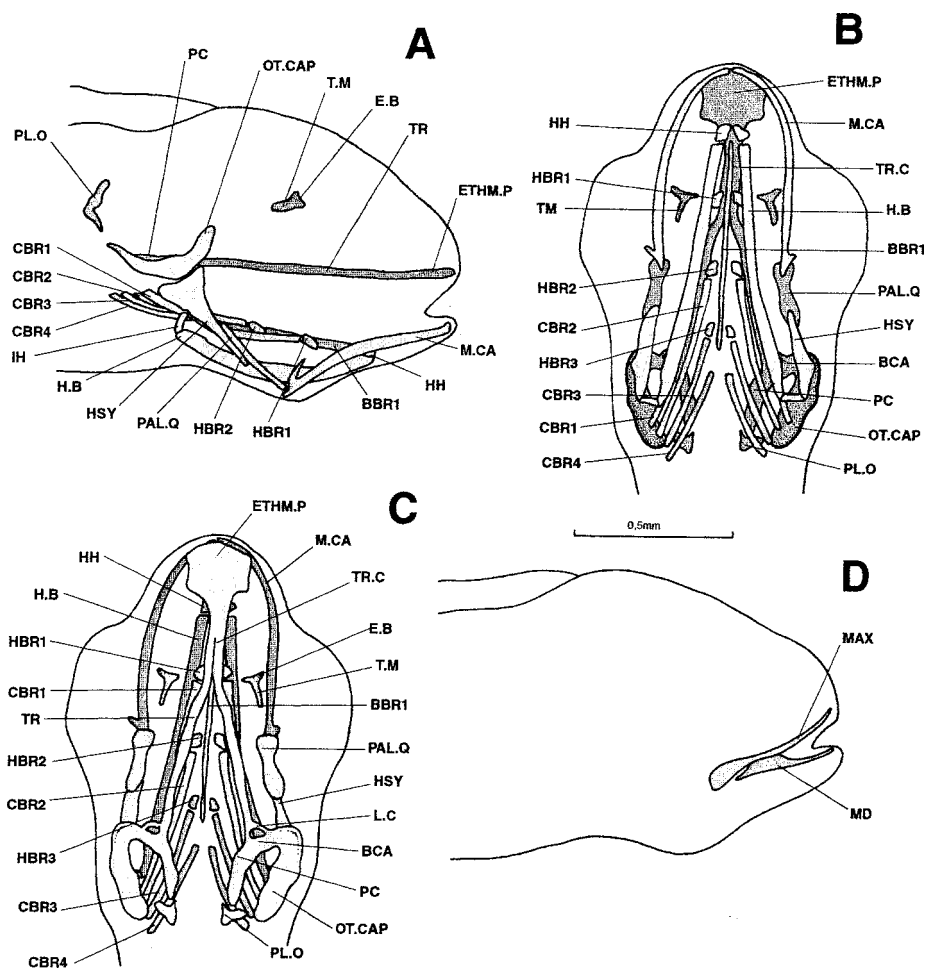 A
PC
OT.CAP
T.M
E.B
TR
PL.O
ETHM.P
CBR1
CBR2
CBR3
CBR4
IH
H.B
HSY
PAL.Q
HBR2
HBR1
BBR1
HH
M.CA
B
ETHM.P
HH
M.CA
TR.C
HBR1
TM
H.B
BBR1
HBR2
PAL.Q
CBR2
HSY
HBR3
BCA
CBR3
PC
CBR1
OT.CAP
CBR4
PL.O
0,5mm
C
ETHM.P
HH
M.CA
H.B
TR.C
HBR1
E.B
T.M
CBR1
TR
BBR1
HBR2
PAL.Q
CBR2
HSY
L.C
HBR3
BCA
PC
CBR3
OT.CAP
CBR4
PL.O
D
MAX
MD